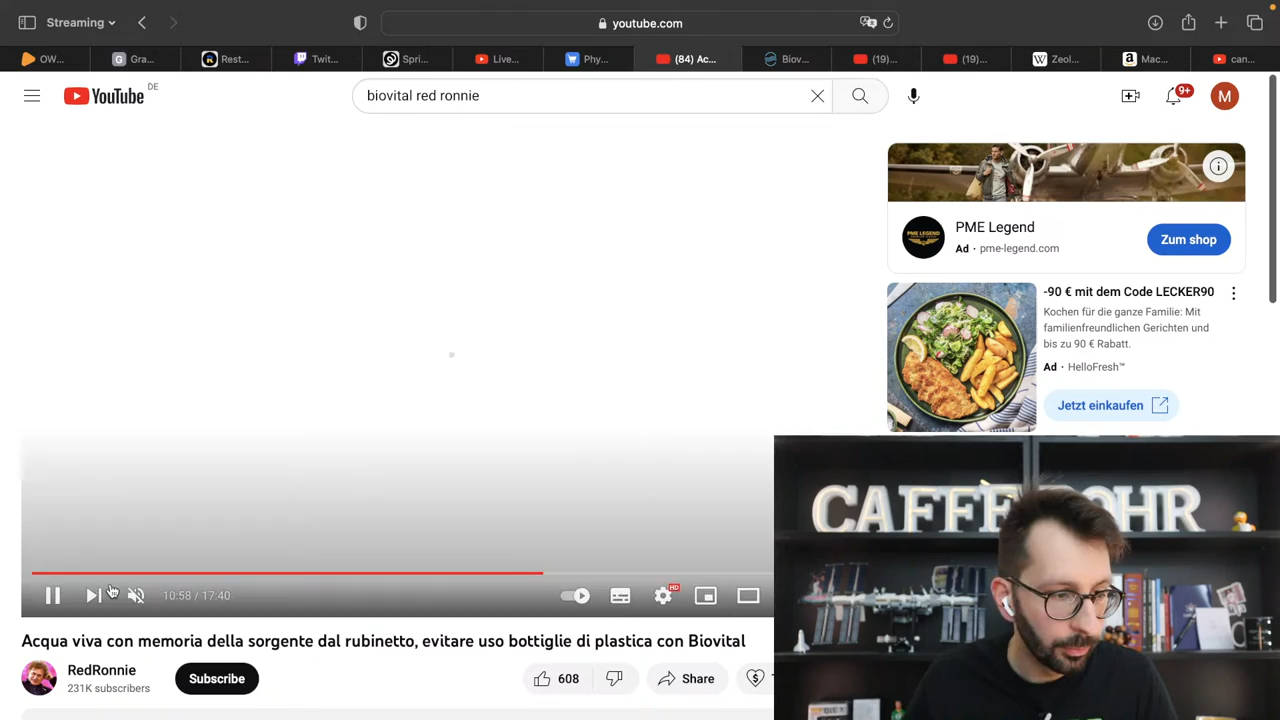 Streaming
youtube.com
OW...
Gra...
Rest...
Twit...
Spri...
Live...
Phy...
(84) Ac...
Biov...
(19)...
(19)...
Zeol...
Mac...
can...
YouTube DE
biovital red ronnie
9+
M
PME Legend
Ad · pme-legend.com
Zum shop
-90 € mit dem Code LECKER90
Kochen für die ganze Familie: Mit
familienfreundlichen Gerichten und
bis zu 90 € Rabatt.
Ad · HelloFresh™
Jetzt einkaufen
10:58 / 17:40
HD
Acqua viva con memoria della sorgente dal rubinetto, evitare uso bottiglie di plastica con Biovital
RedRonnie
231K subscribers
Subscribe
608
Share